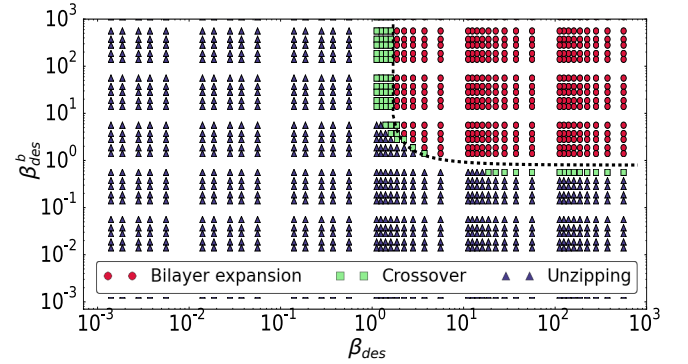 10^3
10^2
10^1
10^0
10^-1
10^-2
10^-3
β^b_des
Bilayer expansion
Crossover
Unzipping
10^-3 10^-2 10^-1 10^0 10^1 10^2 10^3
β_des